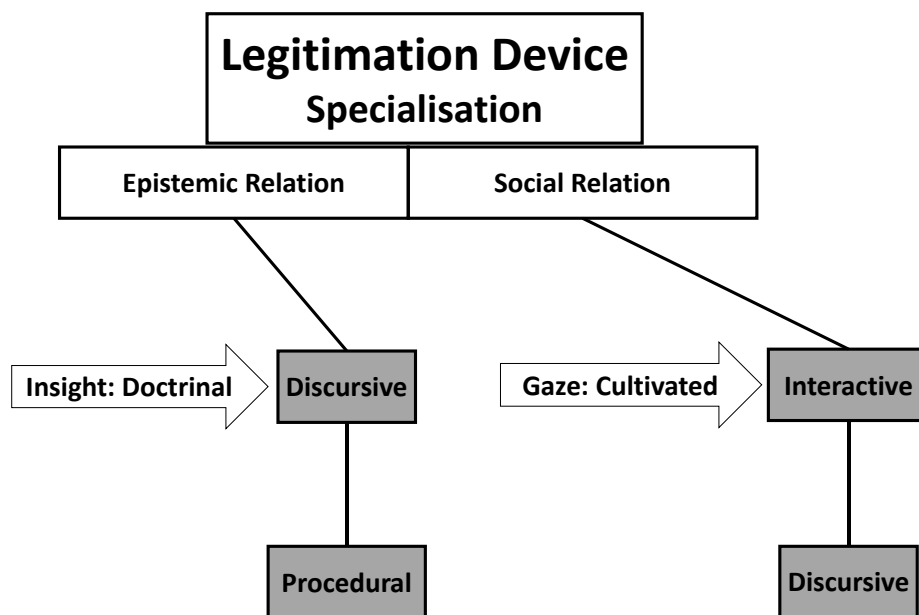 Legitimation Device
Specialisation
Epistemic Relation
Social Relation
Insight: Doctrinal
Discursive
Gaze: Cultivated
Interactive
Procedural
Discursive